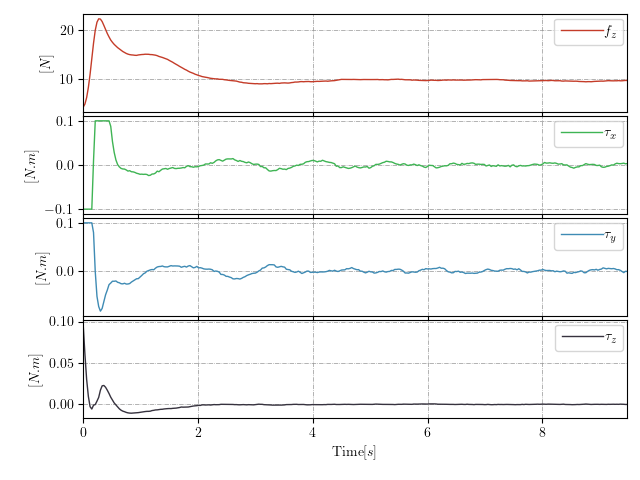 20
10
[N]
f_z
0.1
0.0
−0.1
[N.m]
τ_x
0.1
0.0
[N.m]
τ_y
0.10
0.05
0.00
[N.m]
τ_z
0 2 4 6 8
Time[s]